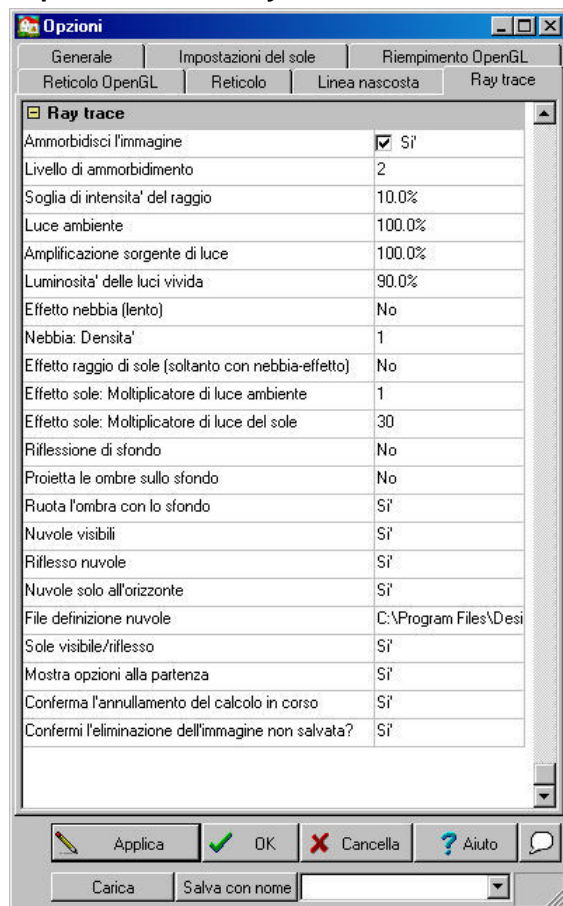 Opzioni
Generale Impostazioni del sole Riempimento OpenGL
Reticolo OpenGL Reticolo Linea nascosta Ray trace
Ray trace
Ammorbidisci l'immagine Si'
Livello di ammorbidimento 2
Soglia di intensita' del raggio 10.0%
Luce ambiente 100.0%
Amplificazione sorgente di luce 100.0%
Luminosita' delle luci vivida 90.0%
Effetto nebbia (lento) No
Nebbia: Densita' 1
Effetto raggio di sole (soltanto con nebbia-effetto) No
Effetto sole: Moltiplicatore di luce ambiente 1
Effetto sole: Moltiplicatore di luce del sole 30
Riflessione di sfondo No
Proietta le ombre sullo sfondo No
Ruota l'ombra con lo sfondo Si'
Nuvole visibili Si'
Riflesso nuvole Si'
Nuvole solo all'orizzonte Si'
File definizione nuvole C:\Program Files\Desi
Sole visibile/riflesso Si'
Mostra opzioni alla partenza Si'
Conferma l'annullamento del calcolo in corso Si'
Confermi l'eliminazione dell'immagine non salvata? Si'
Applica OK Cancella Aiuto
Carica Salva con nome